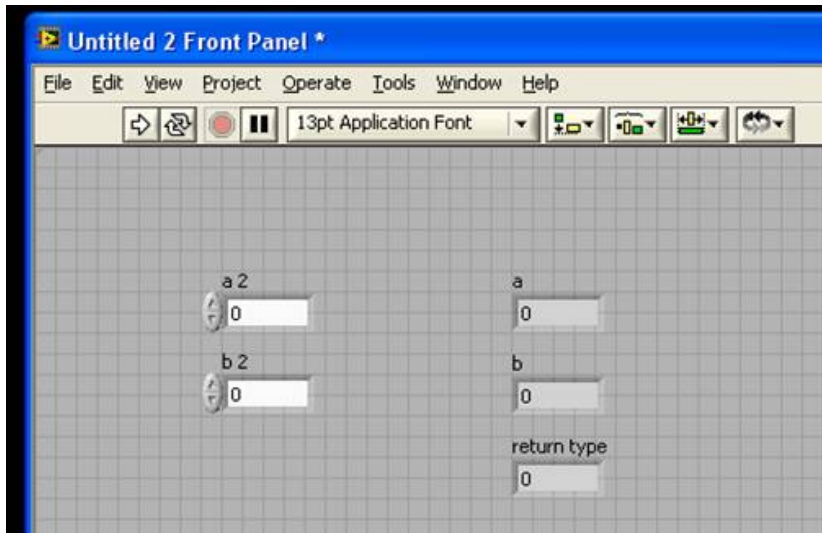 Untitled 2 Front Panel *
File Edit View Project Operate Tools Window Help
13pt Application Font
a 2 a
0 0
b 2 b
0 0
return type
0